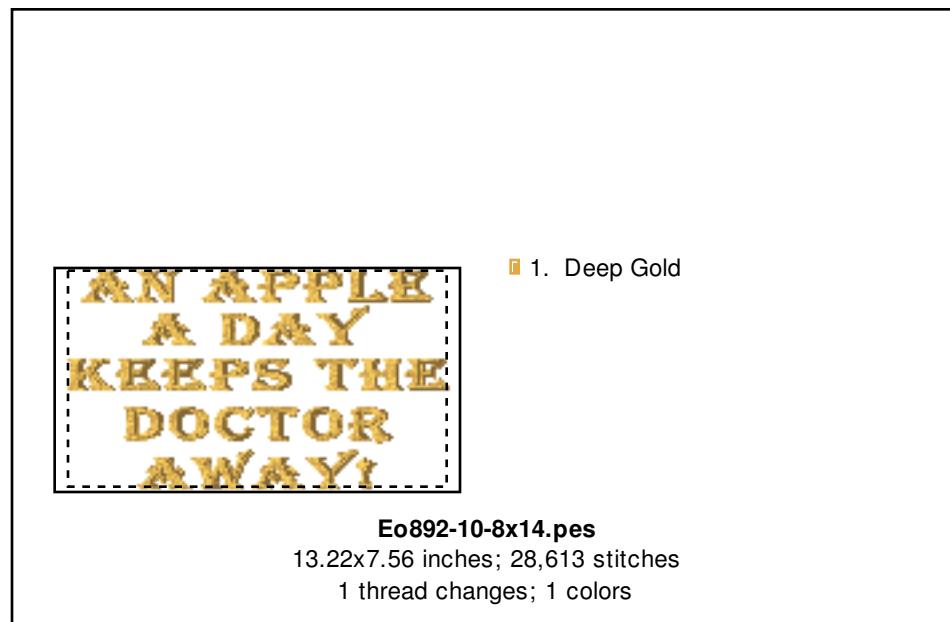 AN APPLE
A DAY
KEEPS THE
DOCTOR
AWAY!
1. Deep Gold
Eo892-10-8x14.pes
13.22x7.56 inches; 28,613 stitches
1 thread changes; 1 colors